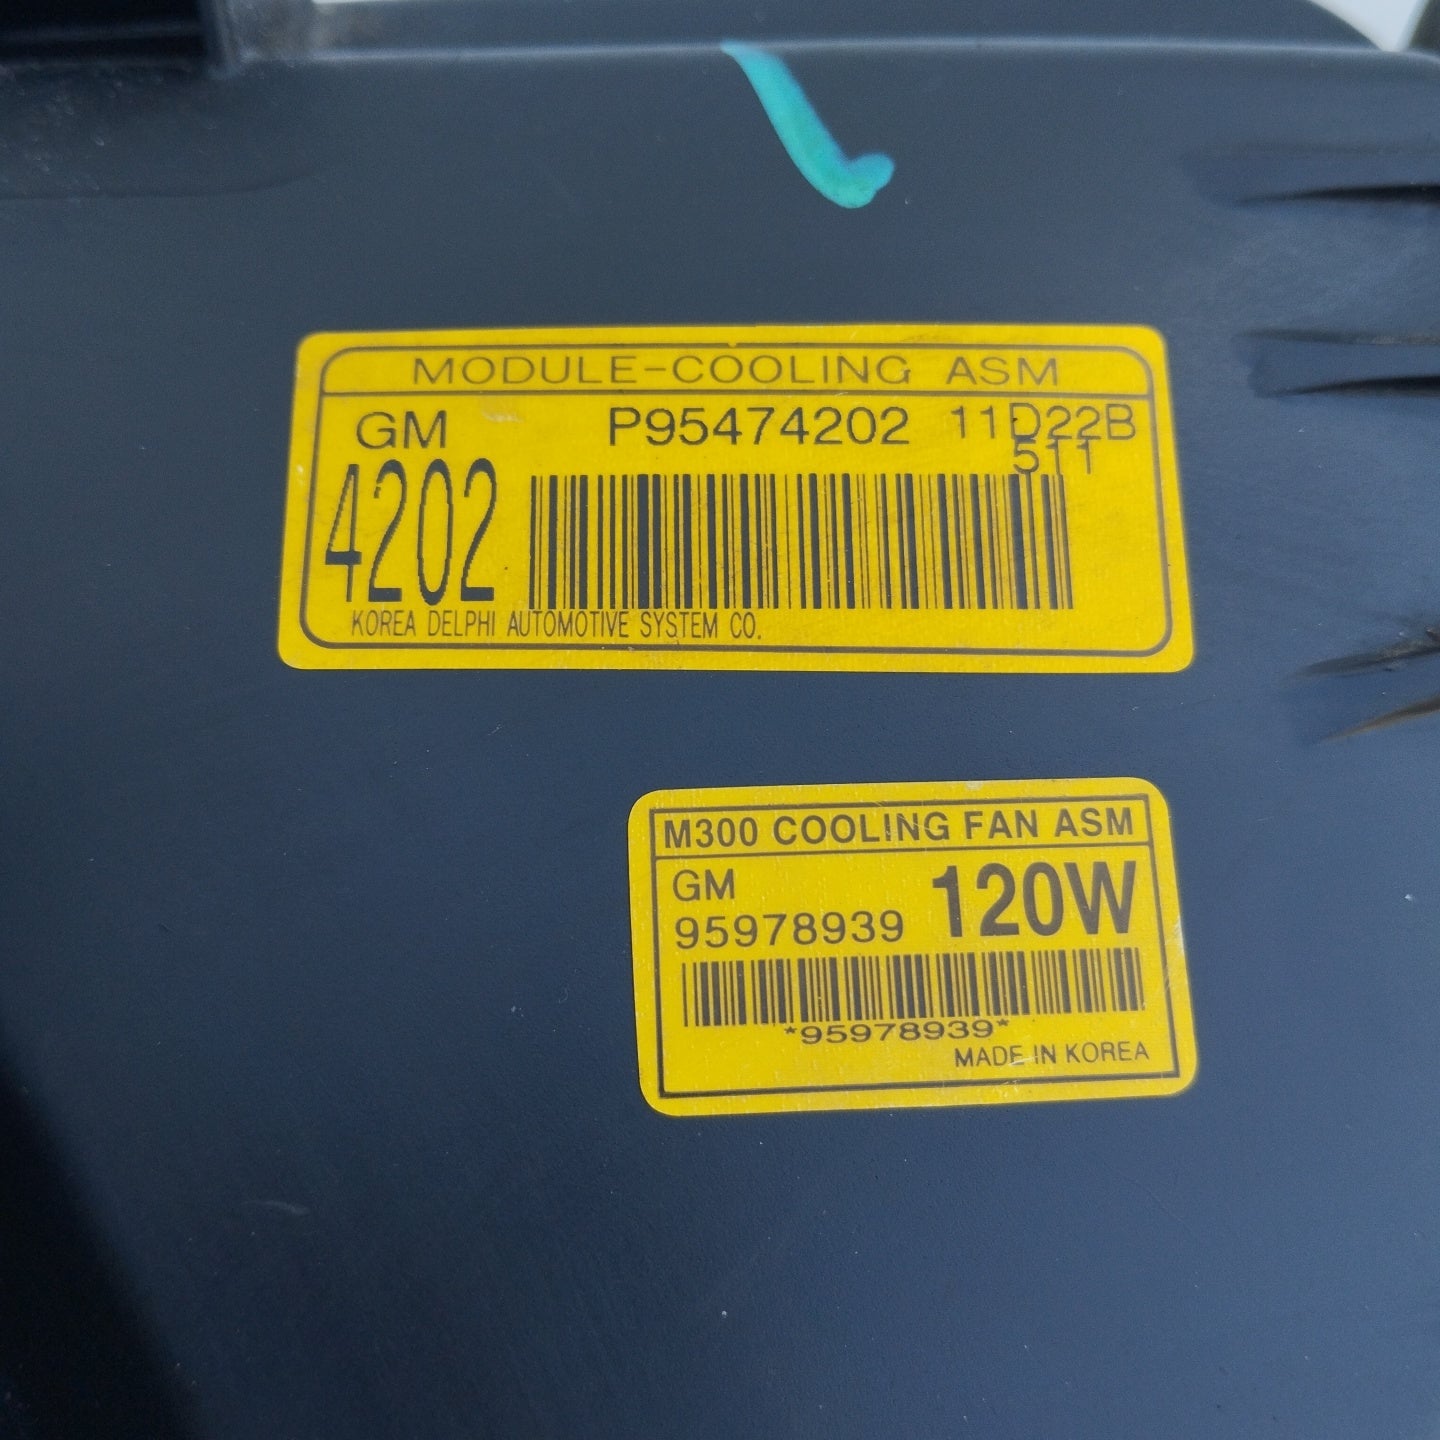 MODULE-COOLING ASM
GM P95474202 11D22B
511
4202
KOREA DELPHI AUTOMOTIVE SYSTEM CO.
M300 COOLING FAN ASM
GM
95978939 120W
*95978939*
MADE IN KOREA